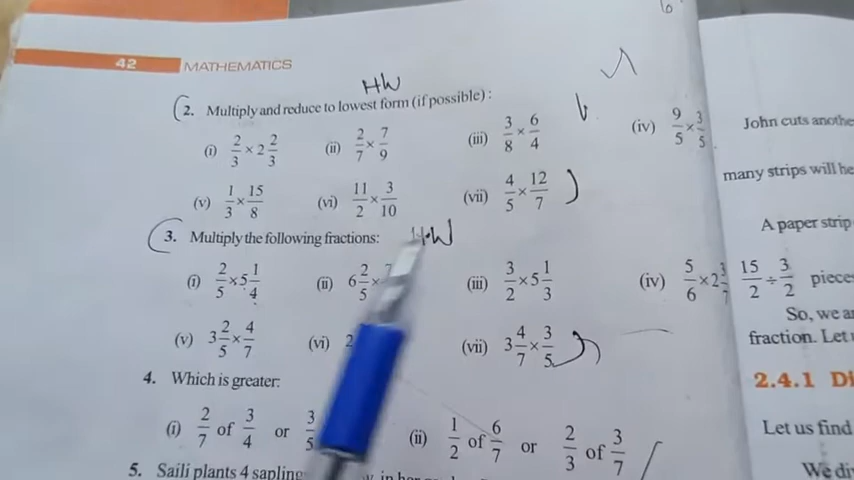 42 MATHEMATICS
HW
2. Multiply and reduce to lowest form (if possible) :
(i) 2/3 × 2 2/3 (ii) 2/7 × 7/9 (iii) 3/8 × 6/4 (iv) 9/5 × 3/5
(v) 1/3 × 15/8 (vi) 11/2 × 3/10 (vii) 4/5 × 12/7
3. Multiply the following fractions: H.W
(i) 2/5 × 5 1/4 (ii) 6 2/5 × 7 (iii) 3/2 × 5 1/3 (iv) 5/6 × 2
(v) 3 2/5 × 4/7 (vi) 2 (vii) 3 4/7 × 3/5
4. Which is greater:
(i) 2/7 of 3/4 or 3/5 (ii) 1/2 of 6/7 or 2/3 of 3/7
5. Saili plants 4 sapling
John cuts anothe
many strips will he
A paper strip
15/2 ÷ 3/2 pieces
So, we a
fraction. Let
2.4.1 Di
Let us find
We di